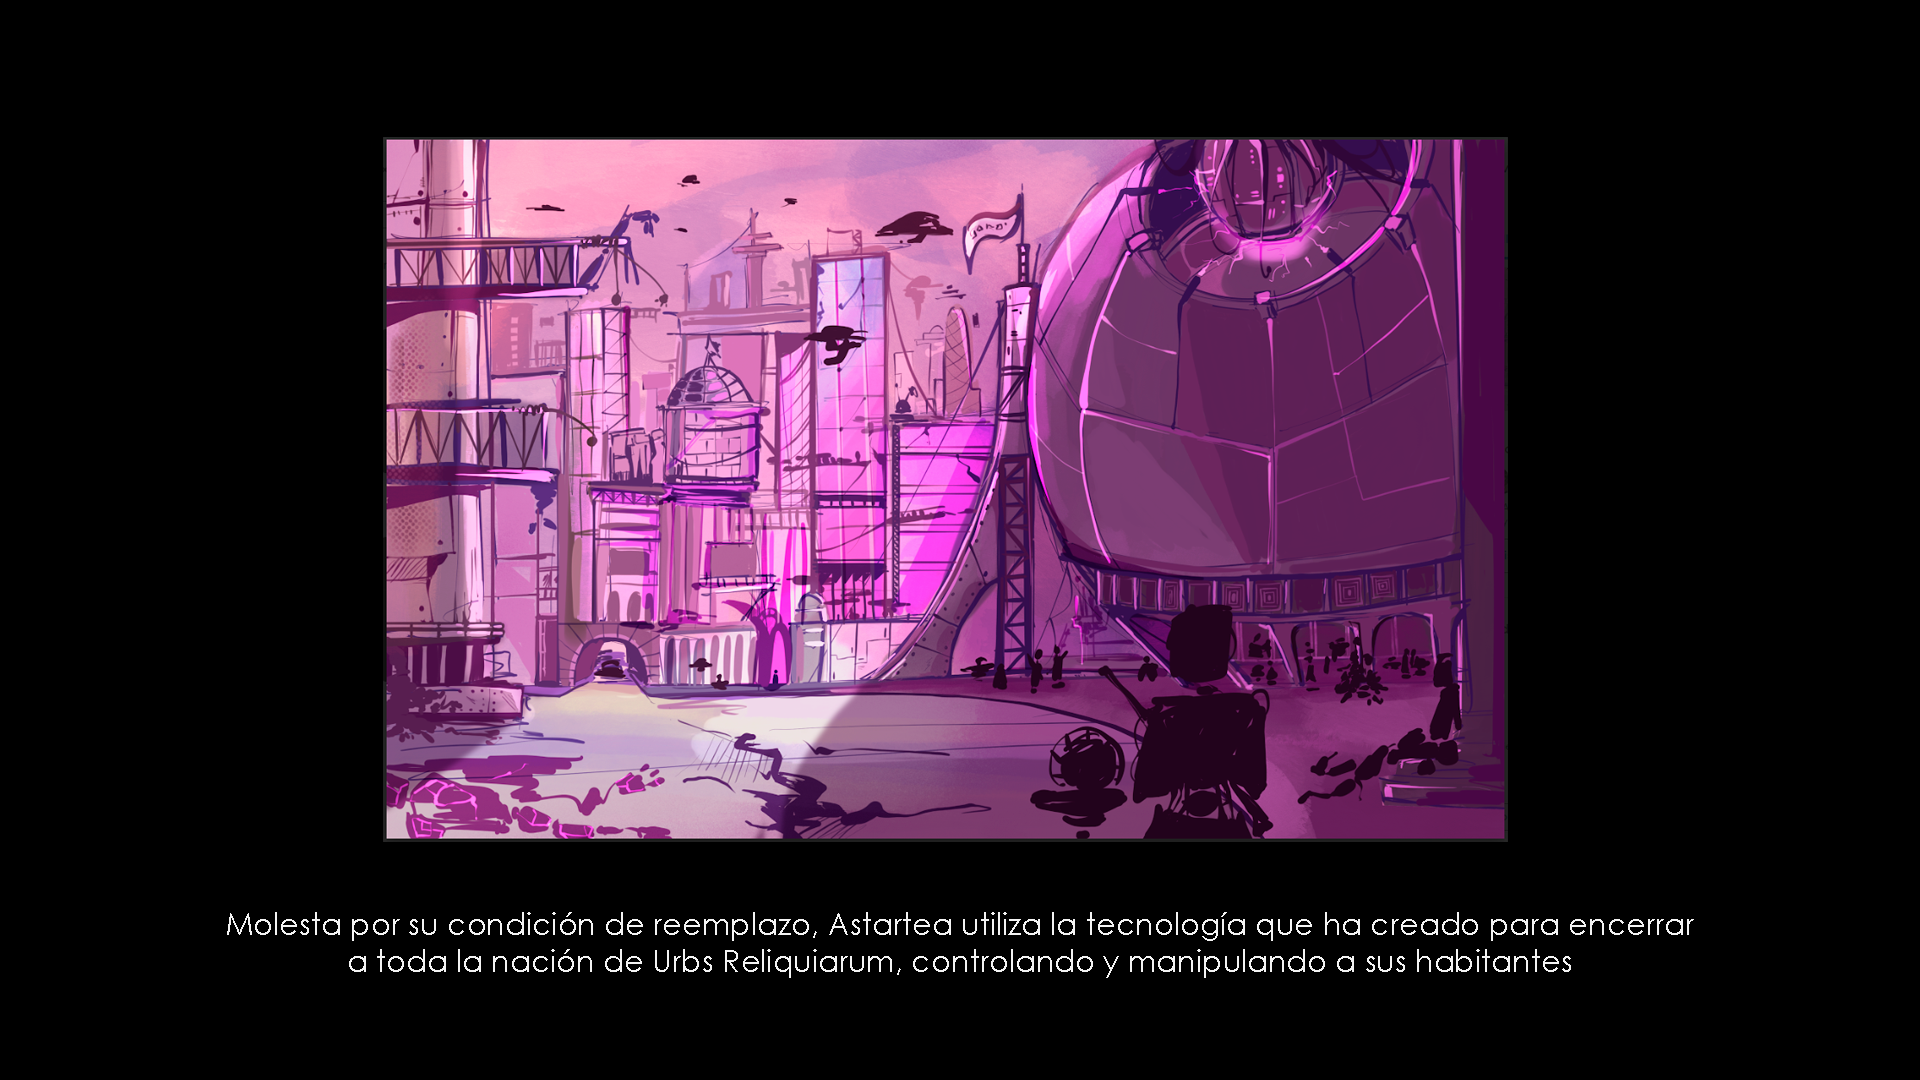 Molesta por su condición de reemplazo, Astartea utiliza la tecnología que ha creado para encerrar
a toda la nación de Urbs Reliquiarum, controlando y manipulando a sus habitantes